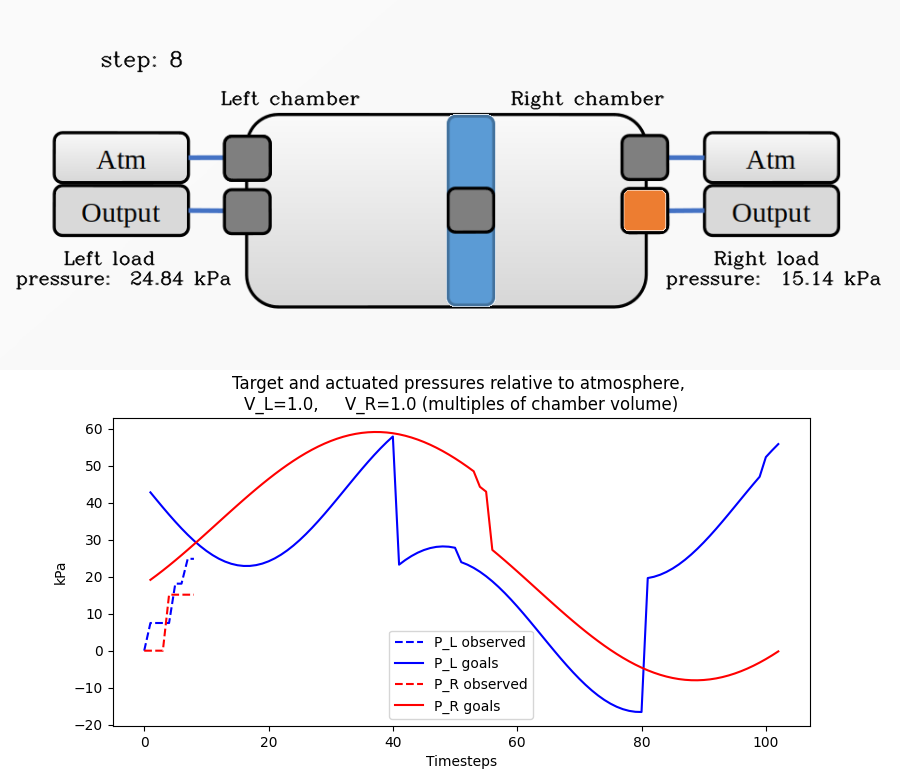 step: 8
Left chamber
Right chamber
Atm
Atm
Output
Output
Left load
pressure: 24.84 kPa
Right load
pressure: 15.14 kPa
Target and actuated pressures relative to atmosphere,
V_L=1.0, V_R=1.0 (multiples of chamber volume)
60
50
40
30
20
10
0
−10
−20
kPa
P_L observed
P_L goals
P_R observed
P_R goals
0 20 40 60 80 100
Timesteps